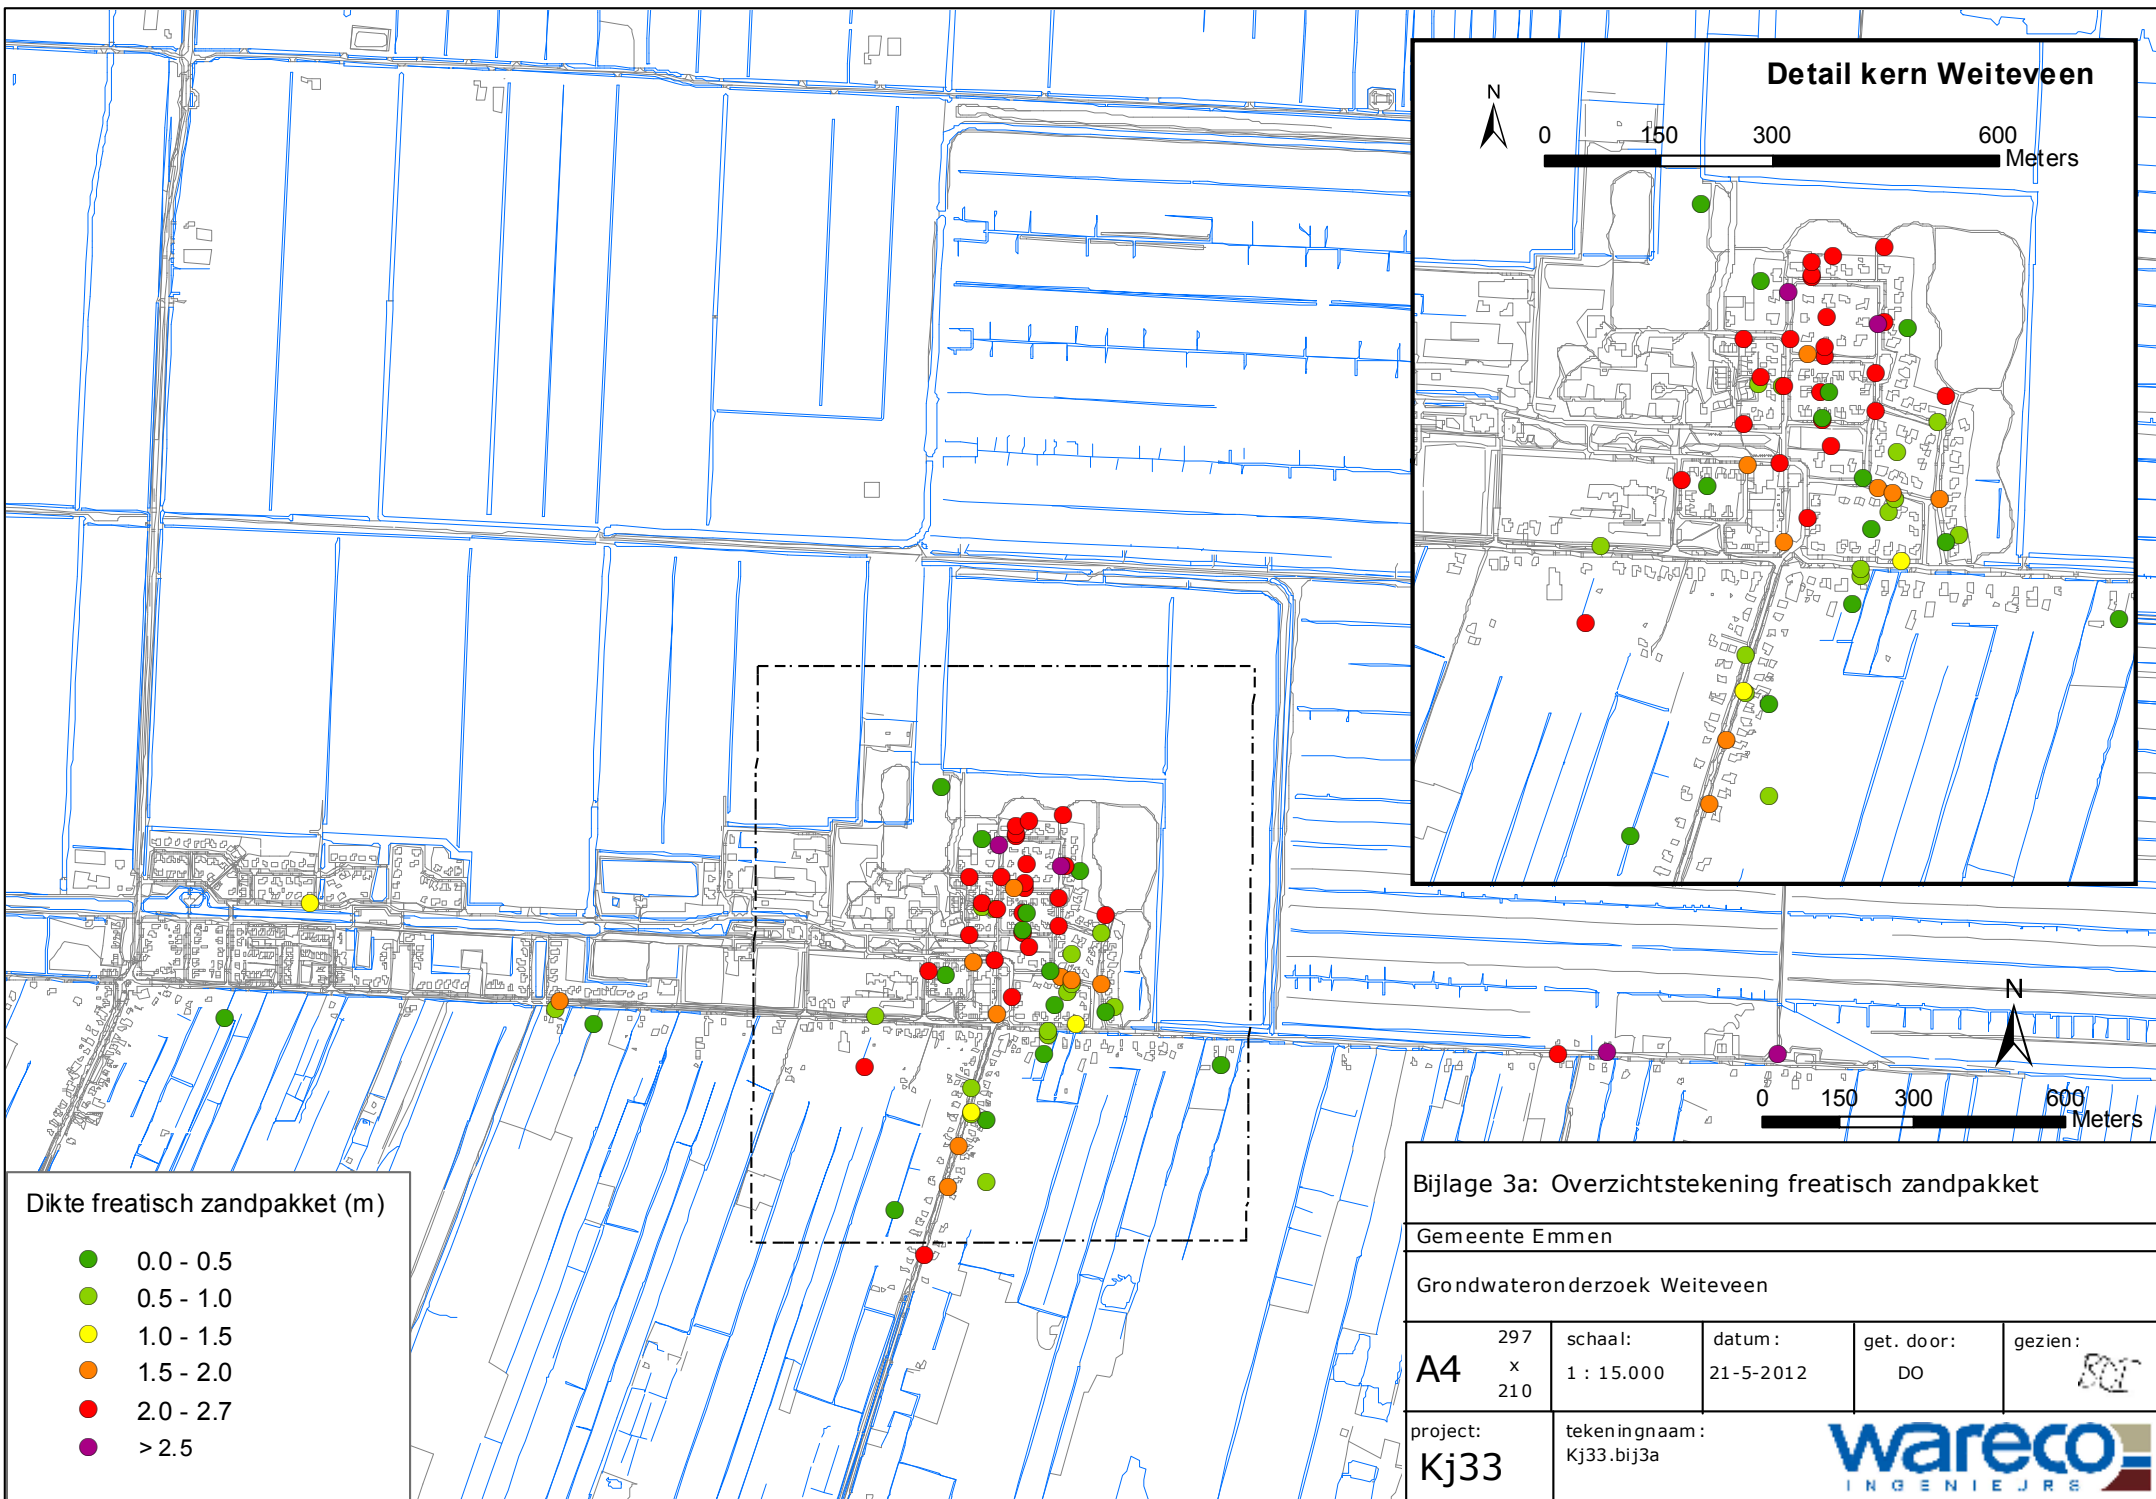 Detail kern Weiteveen
N
0 150 300 600
Meters
N
0 150 300 600
Meters
Dikte freatisch zandpakket (m)
0.0 - 0.5
0.5 - 1.0
1.0 - 1.5
1.5 - 2.0
2.0 - 2.7
> 2.5
Bijlage 3a: Overzichtstekening freatisch zandpakket
Gemeente Emmen
Grondwateronderzoek Weiteveen
A4 297 x 210
schaal:
1 : 15.000
datum:
21-5-2012
get. door:
DO
gezien:
project:
Kj33
tekeningnaam:
Kj33.bij3a
wareco
INGENIEURS